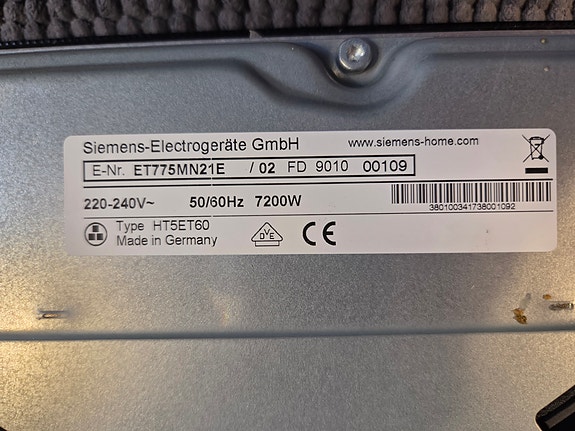 Siemens-Electrogeräte GmbH www.siemens-home.com
E-Nr. ET775MN21E / 02 FD 9010 00109
220-240V~ 50/60Hz 7200W
380100341738001092
Type HT5ET60
Made in Germany
DVE CE